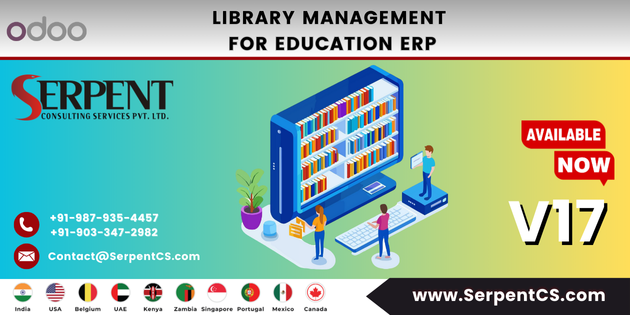 odoo
LIBRARY MANAGEMENT
FOR EDUCATION ERP
SERPENT
CONSULTING SERVICES PVT. LTD.
AVAILABLE
NOW
V17
+91-987-935-4457
+91-903-347-2982
Contact@SerpentCS.com
India USA Belgium UAE Kenya Zambia Singapore Portugal Mexico Canada
www.SerpentCS.com